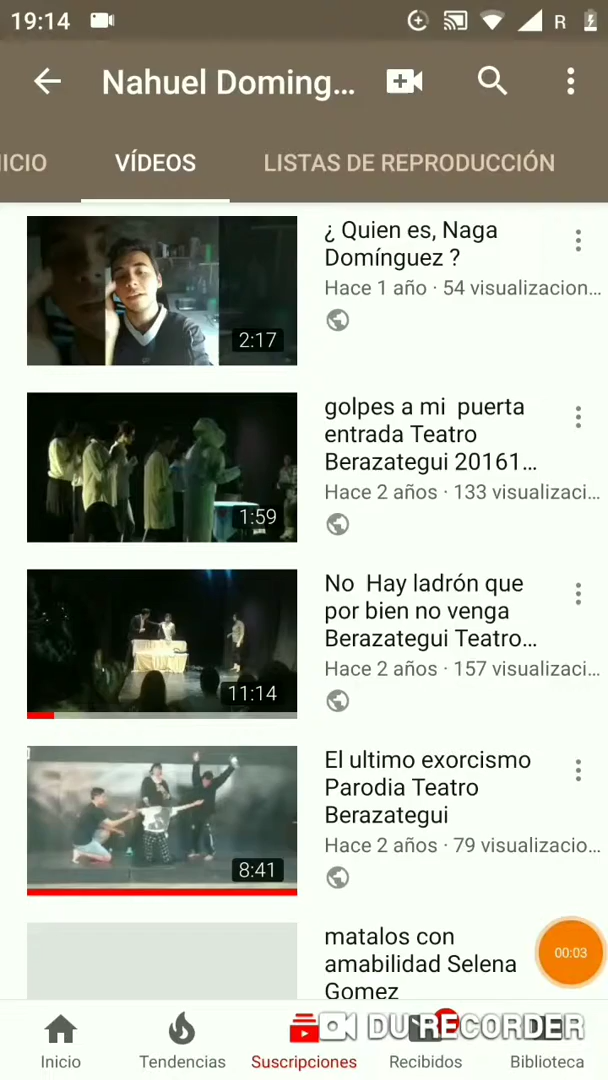 19:14
R
Nahuel Doming...
ICIO
VÍDEOS
LISTAS DE REPRODUCCIÓN
2:17
¿ Quien es, Naga
Domínguez ?
Hace 1 año · 54 visualizacion...
1:59
golpes a mi puerta
entrada Teatro
Berazategui 20161...
Hace 2 años · 133 visualizaci...
11:14
No Hay ladrón que
por bien no venga
Berazategui Teatro...
Hace 2 años · 157 visualizaci...
8:41
El ultimo exorcismo
Parodia Teatro
Berazategui
Hace 2 años · 79 visualizacio...
matalos con
amabilidad Selena
Gomez
00:03
DU RECORDER
Inicio
Tendencias
Suscripciones
Recibidos
Biblioteca